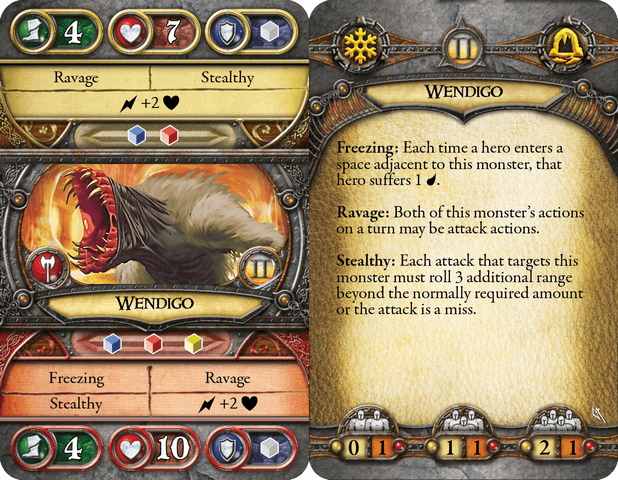 4 7
Ravage Stealthy
+2
WENDIGO
II
Freezing Ravage
Stealthy +2
4 10
II
WENDIGO
Freezing: Each time a hero enters a
space adjacent to this monster, that
hero suffers 1 .
Ravage: Both of this monster's actions
on a turn may be attack actions.
Stealthy: Each attack that targets this
monster must roll 3 additional range
beyond the normally required amount
or the attack is a miss.
0 1 1 1 2 1